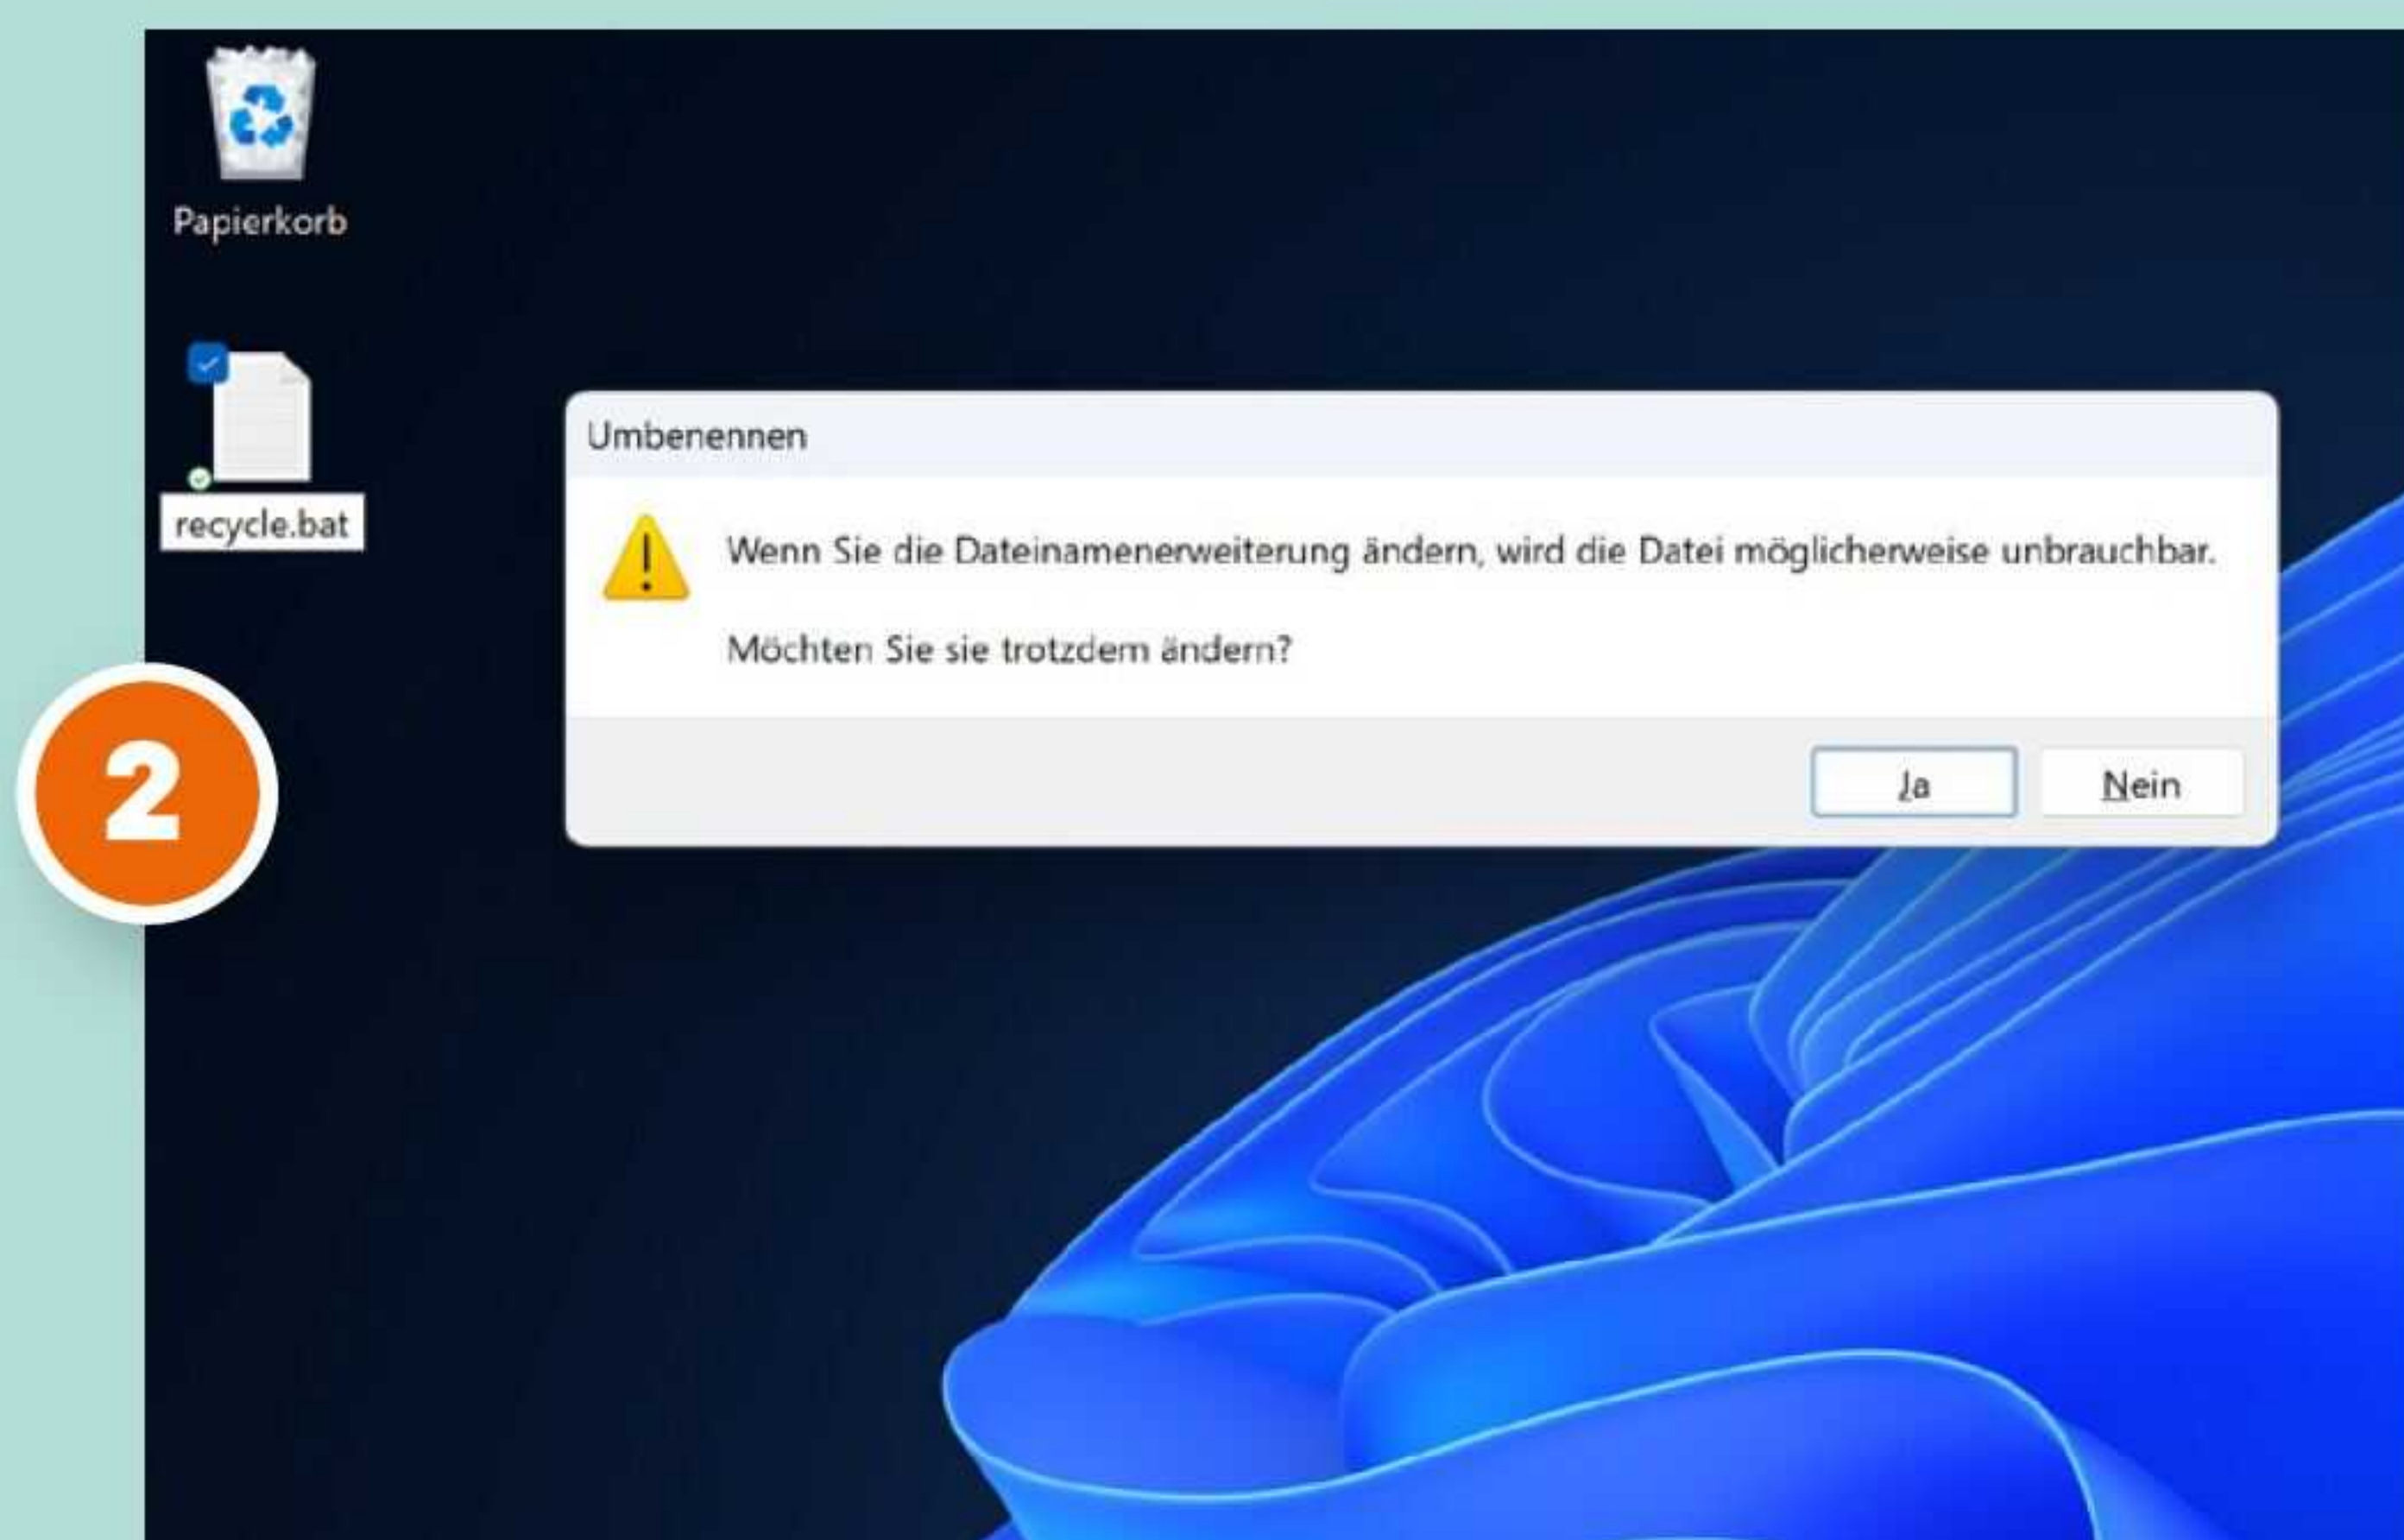 Papierkorb
recycle.bat
Umbenennen
Wenn Sie die Dateinamenerweiterung ändern, wird die Datei möglicherweise unbrauchbar.
Möchten Sie sie trotzdem ändern?
Ja
Nein
2